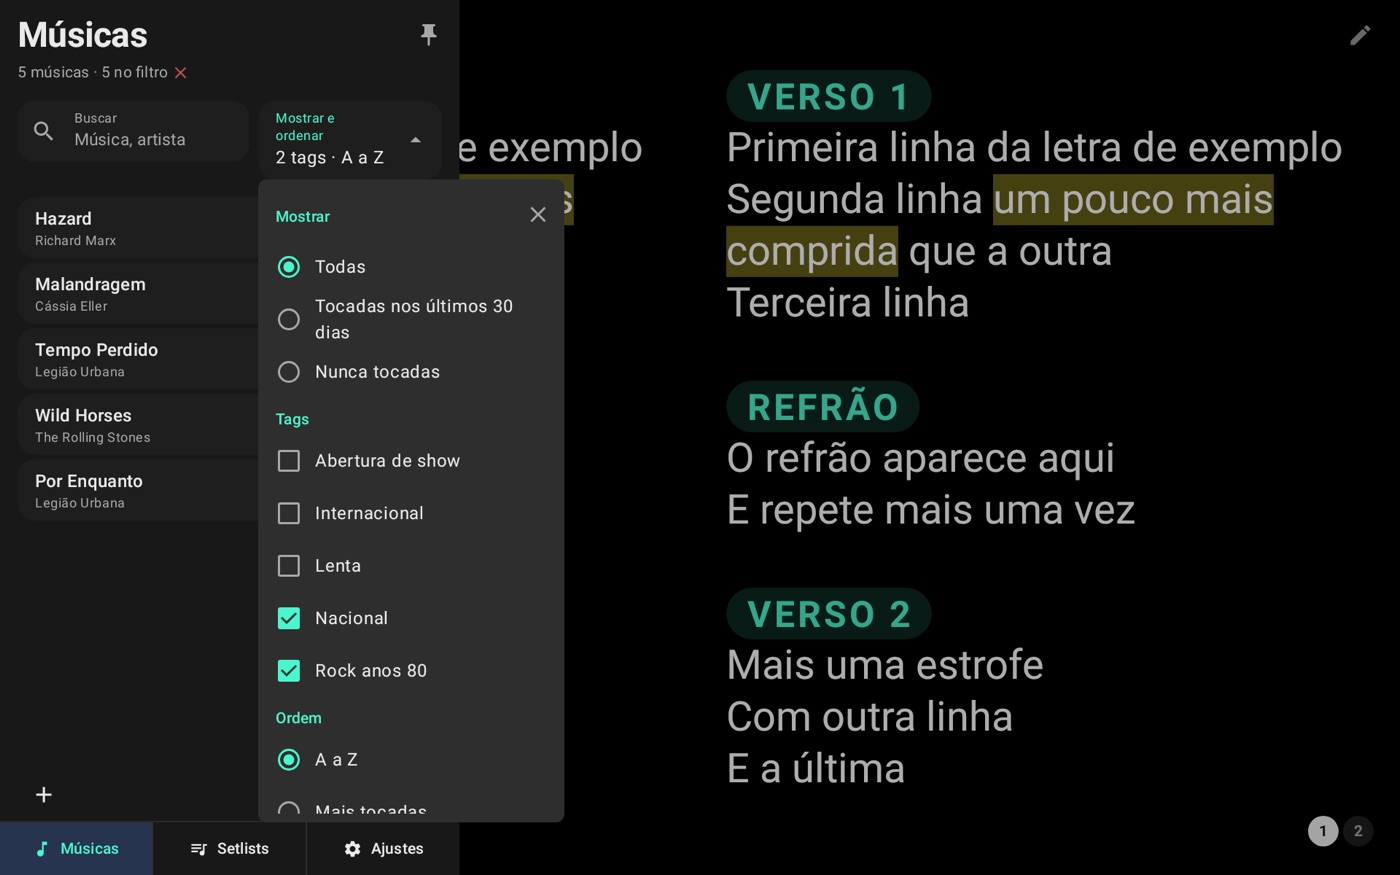 Músicas
5 músicas · 5 no filtro
Buscar
Música, artista
Mostrar e
ordenar
2 tags · A a Z
Hazard
Richard Marx
Malandragem
Cássia Eller
Tempo Perdido
Legião Urbana
Wild Horses
The Rolling Stones
Por Enquanto
Legião Urbana
Mostrar
Todas
Tocadas nos últimos 30
dias
Nunca tocadas
Tags
Abertura de show
Internacional
Lenta
Nacional
Rock anos 80
Ordem
A a Z
Mais tocadas
Músicas
Setlists
Ajustes
e exemplo
s
VERSO 1
Primeira linha da letra de exemplo
Segunda linha um pouco mais
comprida que a outra
Terceira linha
REFRÃO
O refrão aparece aqui
E repete mais uma vez
VERSO 2
Mais uma estrofe
Com outra linha
E a última
1 2